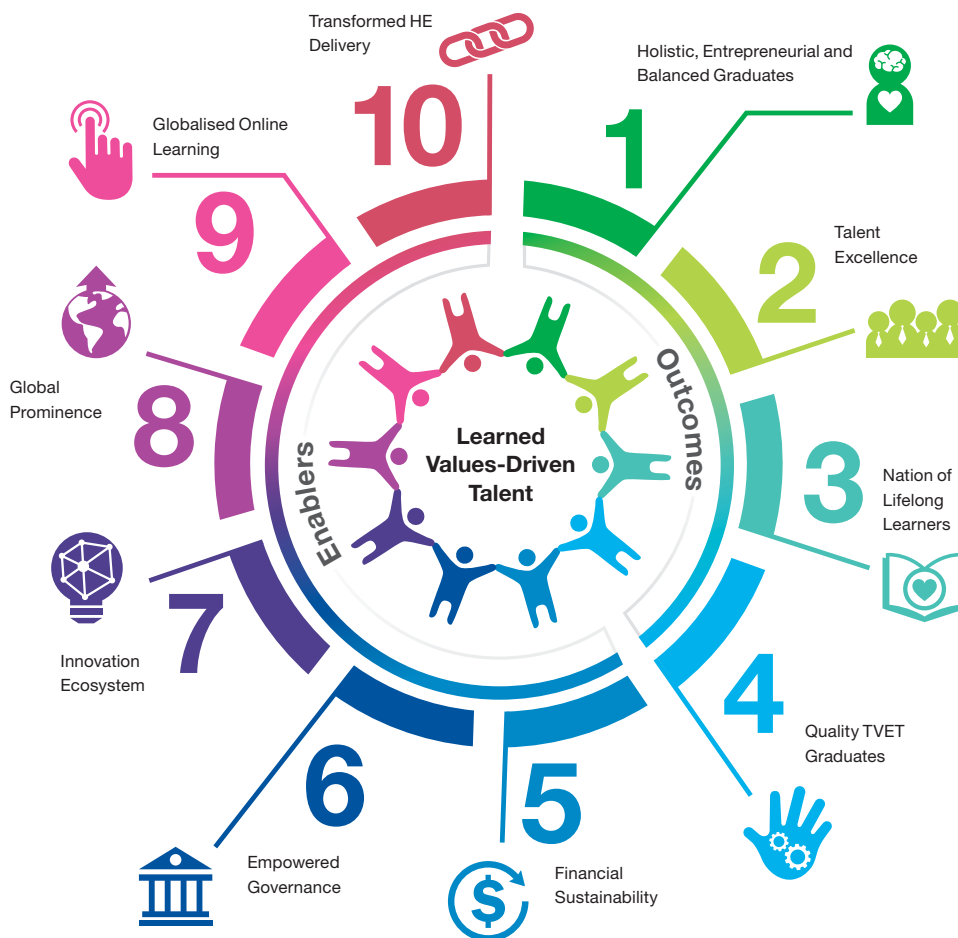 1
Holistic, Entrepreneurial and
Balanced Graduates
2
Talent
Excellence
3
Nation of
Lifelong
Learners
4
Quality TVET
Graduates
5
Financial
Sustainability
$
6
Empowered
Governance
7
Innovation
Ecosystem
8
Global
Prominence
9
Globalised Online
Learning
10
Transformed HE
Delivery
Enablers
Outcomes
Learned
Values-Driven
Talent